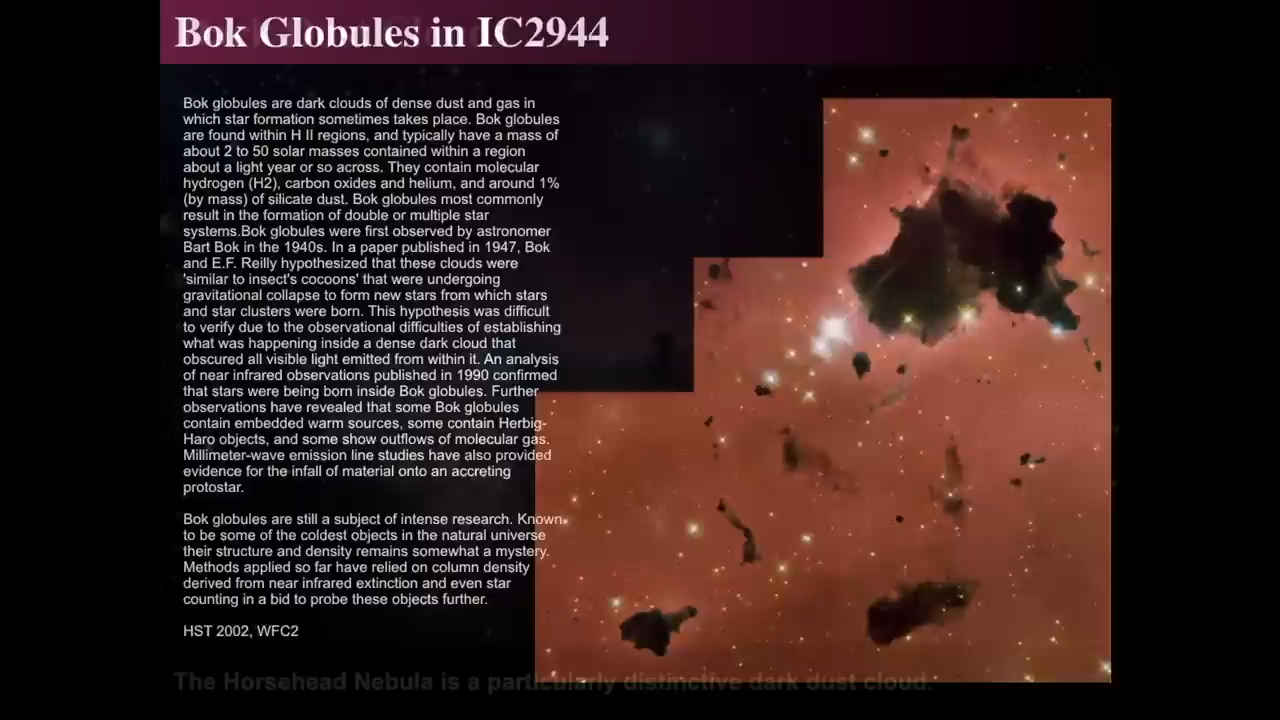 Bok Globules in IC2944
Bok globules are dark clouds of dense dust and gas in
which star formation sometimes takes place. Bok globules
are found within H II regions, and typically have a mass of
about 2 to 50 solar masses contained within a region
about a light year or so across. They contain molecular
hydrogen (H2), carbon oxides and helium, and around 1%
(by mass) of silicate dust. Bok globules most commonly
result in the formation of double or multiple star
systems.Bok globules were first observed by astronomer
Bart Bok in the 1940s. In a paper published in 1947, Bok
and E.F. Reilly hypothesized that these clouds were
'similar to insect's cocoons' that were undergoing
gravitational collapse to form new stars from which stars
and star clusters were born. This hypothesis was difficult
to verify due to the observational difficulties of establishing
what was happening inside a dense dark cloud that
obscured all visible light emitted from within it. An analysis
of near infrared observations published in 1990 confirmed
that stars were being born inside Bok globules. Further
observations have revealed that some Bok globules
contain embedded warm sources, some contain Herbig-
Haro objects, and some show outflows of molecular gas.
Millimeter-wave emission line studies have also provided
evidence for the infall of material onto an accreting
protostar.
Bok globules are still a subject of intense research. Known
to be some of the coldest objects in the natural universe
their structure and density remains somewhat a mystery.
Methods applied so far have relied on column density
derived from near infrared extinction and even star
counting in a bid to probe these objects further.
HST 2002, WFC2
The Horsehead Nebula is a particularly distinctive dark dust cloud.